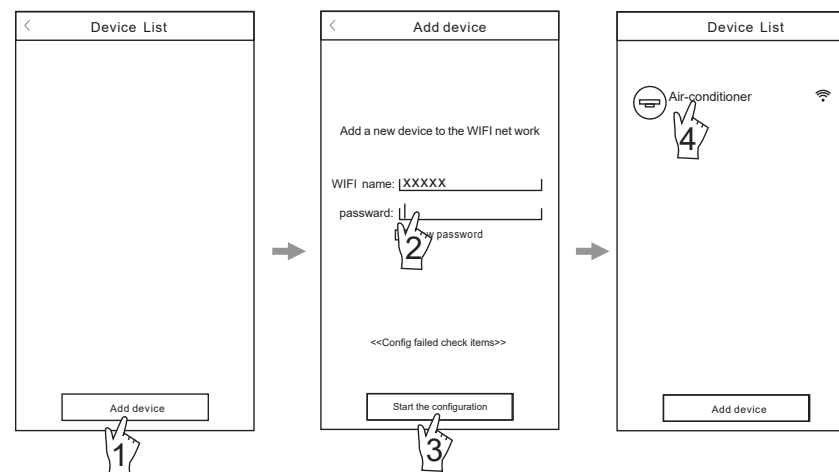 Device List
Add device
1
Add device
Add a new device to the WIFI net work
WIFI name: XXXXX
passward:
password
2
<<Config failed check items>>
Start the configuration
3
Device List
Air-conditioner
4
Add device